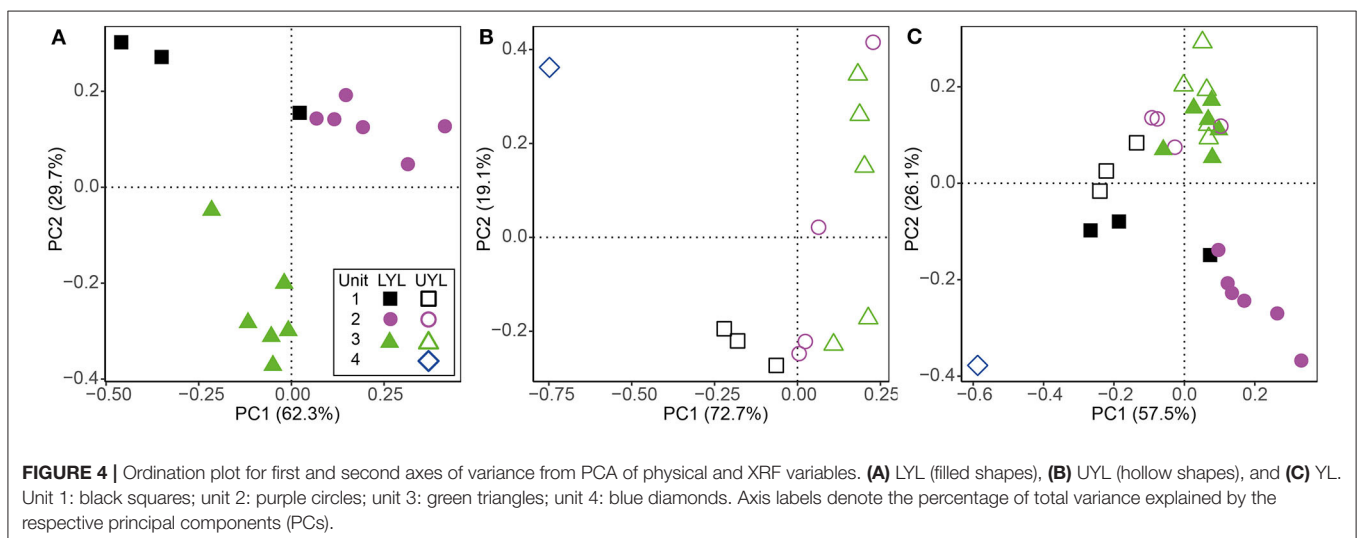 A
B
C
0.2
0.0
−0.2
−0.4
PC2 (29.7%)
−0.50
−0.25
0.00
0.25
PC1 (62.3%)
Unit LYL UYL
1
2
3
4
0.4
0.2
0.0
−0.2
PC2 (19.1%)
−0.75
−0.50
−0.25
0.00
0.25
PC1 (72.7%)
0.2
0.0
−0.2
−0.4
PC2 (26.1%)
−0.6
−0.4
−0.2
0.0
0.2
PC1 (57.5%)
FIGURE 4 | Ordination plot for first and second axes of variance from PCA of physical and XRF variables. (A) LYL (filled shapes), (B) UYL (hollow shapes), and (C) YL.
Unit 1: black squares; unit 2: purple circles; unit 3: green triangles; unit 4: blue diamonds. Axis labels denote the percentage of total variance explained by the
respective principal components (PCs).